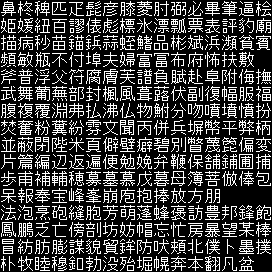 鼻柊稗匹疋髭彦膝菱肘弼必畢筆逼桧
姫媛紐百謬俵彪標氷漂瓢票表評豹廟
描病秒苗錨鋲蒜蛭鰭品彬斌浜瀕貧賓
頻敏瓶不付埠夫婦富冨布府怖扶敷
斧普浮父符腐膚芙譜負賦赴阜附侮撫
武舞葡蕪部封楓風葺蕗伏副復幅服福
腹複覆淵弗払沸仏物鮒分吻噴墳憤扮
焚奮粉糞紛雰文聞丙併兵塀幣平弊柄
並蔽閉陛米頁僻壁癖碧別瞥蔑箆偏変
片篇編辺返遍便勉娩弁鞭保舗鋪圃捕
歩甫補輔穂募墓慕戊暮母簿菩倣俸包
呆報奉宝峰峯崩庖抱捧放方朋
法泡烹砲縫胞芳萌蓬蜂褒訪豊邦鋒飽
鳳鵬乏亡傍剖坊妨帽忘忙房暴望某棒
冒紡肪膨謀貌貿鉾防吠頬北僕卜墨撲
朴牧睦穆釦勃没殆堀幌奔本翻凡盆